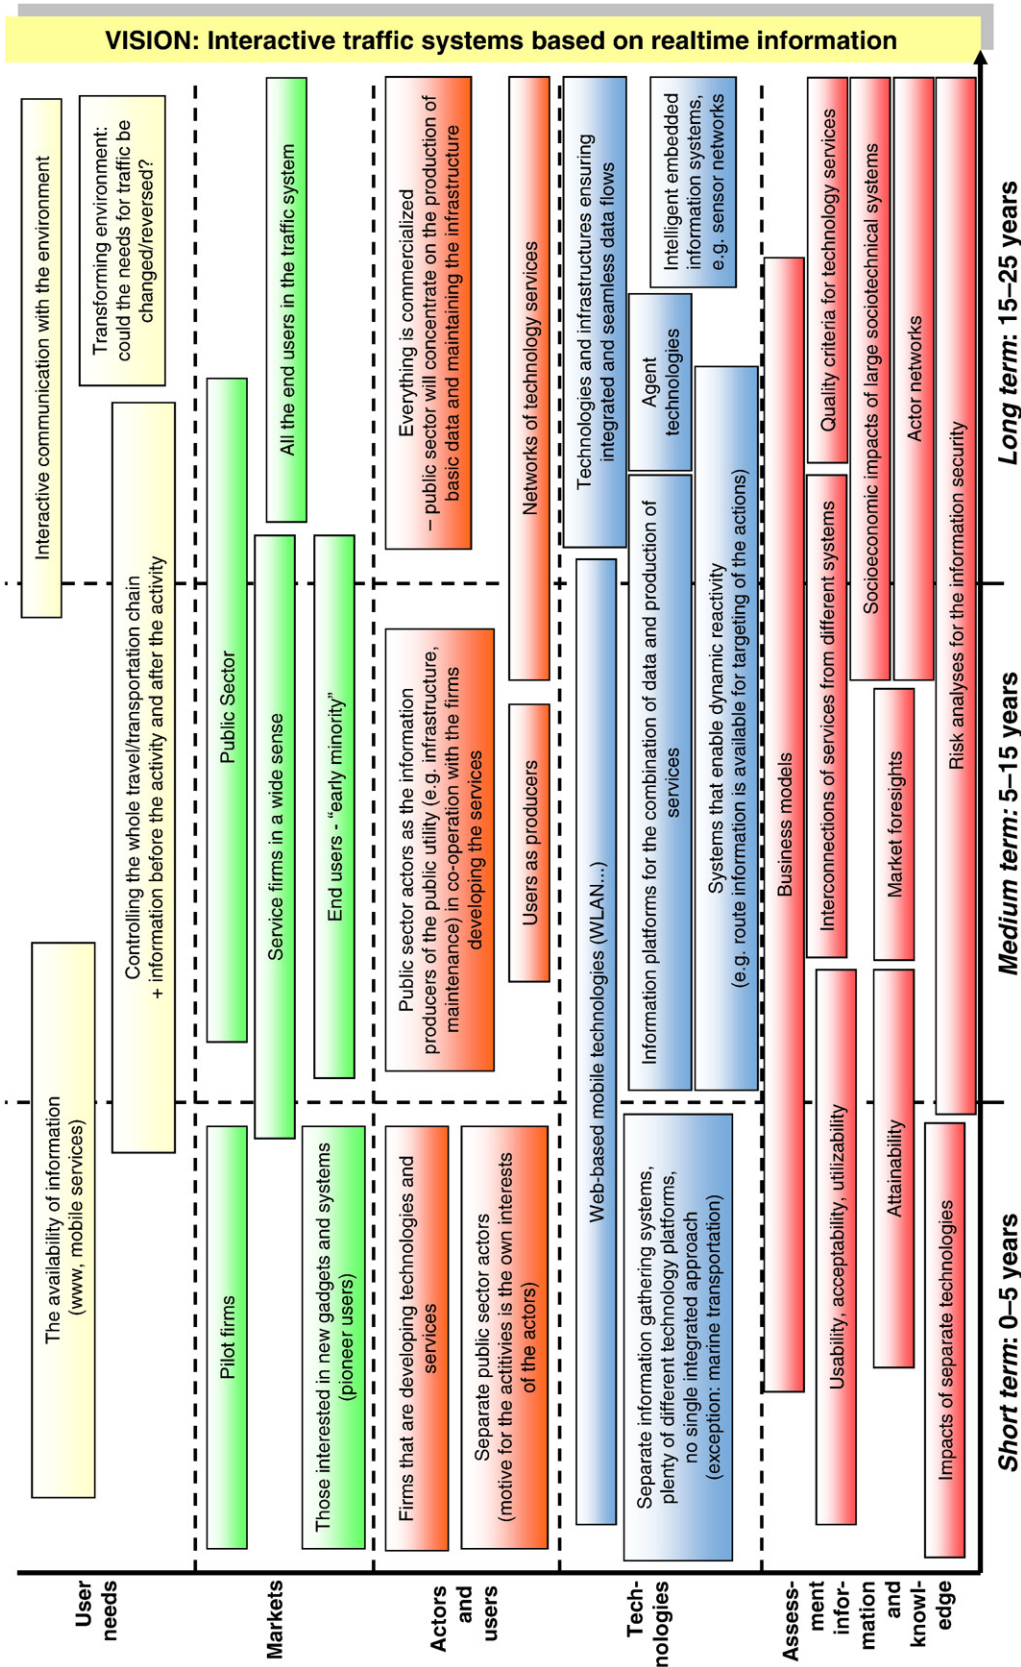 VISION: Interactive traffic systems based on realtime information
User
needs
The availability of information
(www, mobile services)
Interactive communication with the environment
Transforming environment:
could the needs for traffic be
changed/reversed?
Controlling the whole travel/transportation chain
+ information before the activity and after the activity
Markets
Pilot firms
Public Sector
Service firms in a wide sense
All the end users in the traffic system
Those interested in new gadgets and systems
(pioneer users)
End users - “early minority”
Actors
and
users
Firms that are developing technologies and
services
Public sector actors as the information
producers of the public utility (e.g. infrastructure,
maintenance) in co-operation with the firms
developing the services
Everything is commercialized
– public sector will concentrate on the production of
basic data and maintaining the infrastructure
Separate public sector actors
(motive for the actitivies is the own interests
of the actors)
Users as producers
Networks of technology services
Tech-
nologies
Web-based mobile technologies (WLAN...)
Technologies and infrastructures ensuring
integrated and seamless data flows
Separate information gathering systems,
plenty of different technology platforms,
no single integrated approach
(exception: marine transportation)
Information platforms for the combination of data and production of
services
Agent
technologies
Intelligent embedded
information systems,
e.g. sensor networks
Systems that enable dynamic reactivity
(e.g. route information is available for targeting of the actions)
Assess-
ment
infor-
mation
and
knowl-
edge
Business models
Usability, acceptability, utilizability
Interconnections of services from different systems
Quality criteria for technology services
Socioeconomic impacts of large sociotechnical systems
Attainability
Market foresights
Actor networks
Impacts of separate technologies
Risk analyses for the information security
Short term: 0–5 years
Medium term: 5–15 years
Long term: 15–25 years